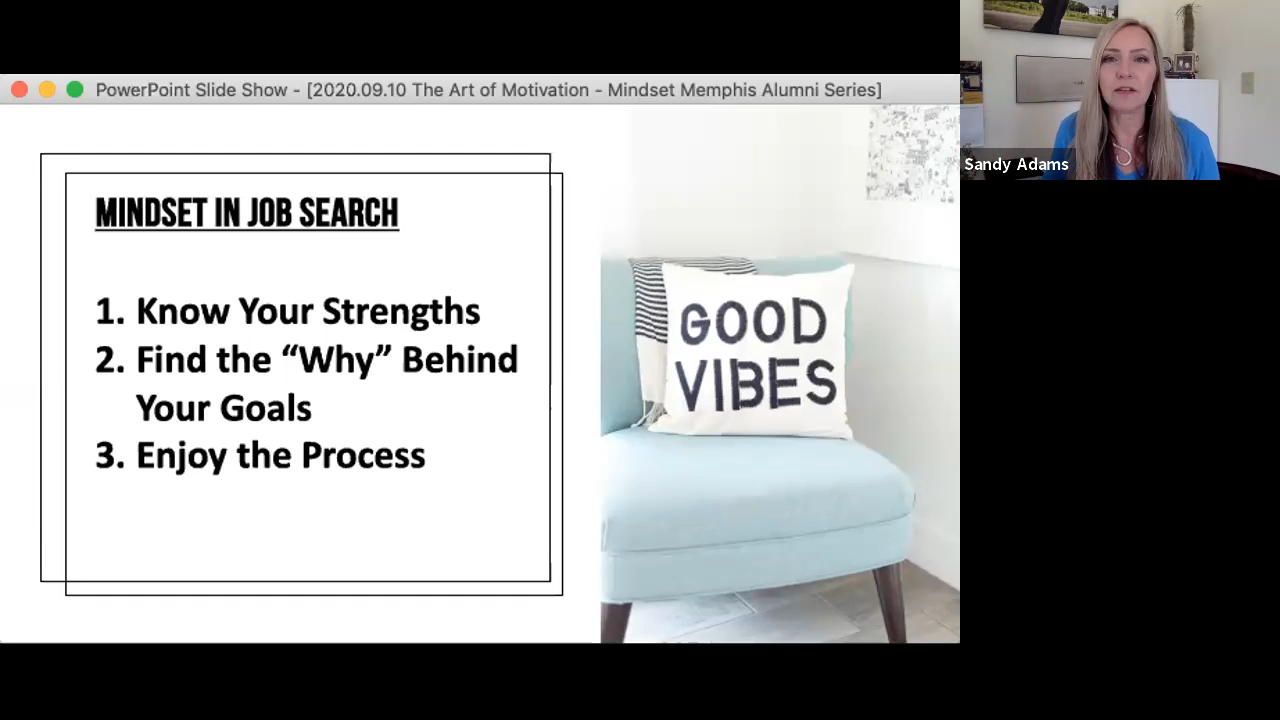 PowerPoint Slide Show - [2020.09.10 The Art of Motivation - Mindset Memphis Alumni Series]
MINDSET IN JOB SEARCH
1. Know Your Strengths
2. Find the “Why” Behind
Your Goals
3. Enjoy the Process
GOOD
VIBES
Sandy Adams